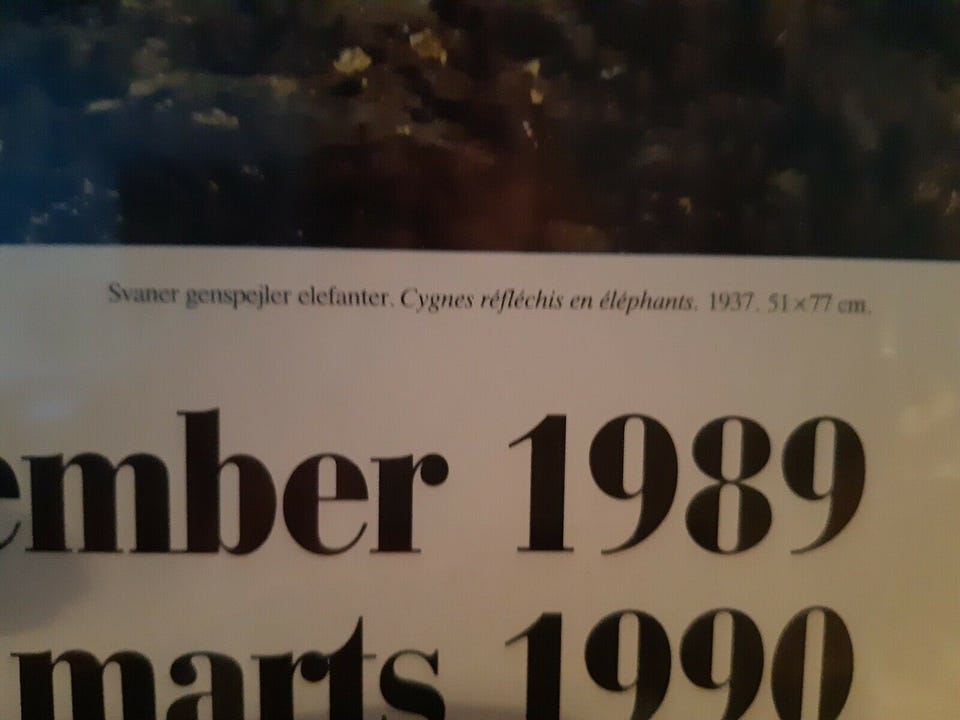 Svaner genspejler elefanter. Cygnes réfléchis en éléphants. 1937. 51×77 cm.
ember 1989
marts 1990